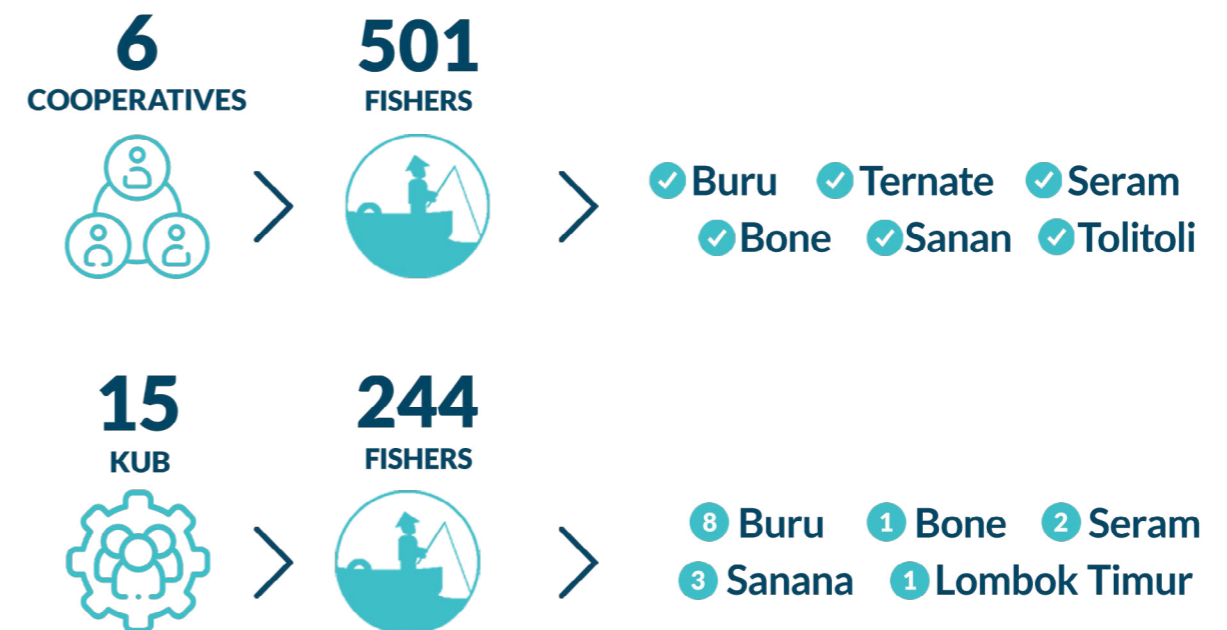 6
COOPERATIVES
501
FISHERS
Buru Ternate Seram
Bone Sanan Tolitoli
15
KUB
244
FISHERS
8 Buru 1 Bone 2 Seram
3 Sanana 1 Lombok Timur